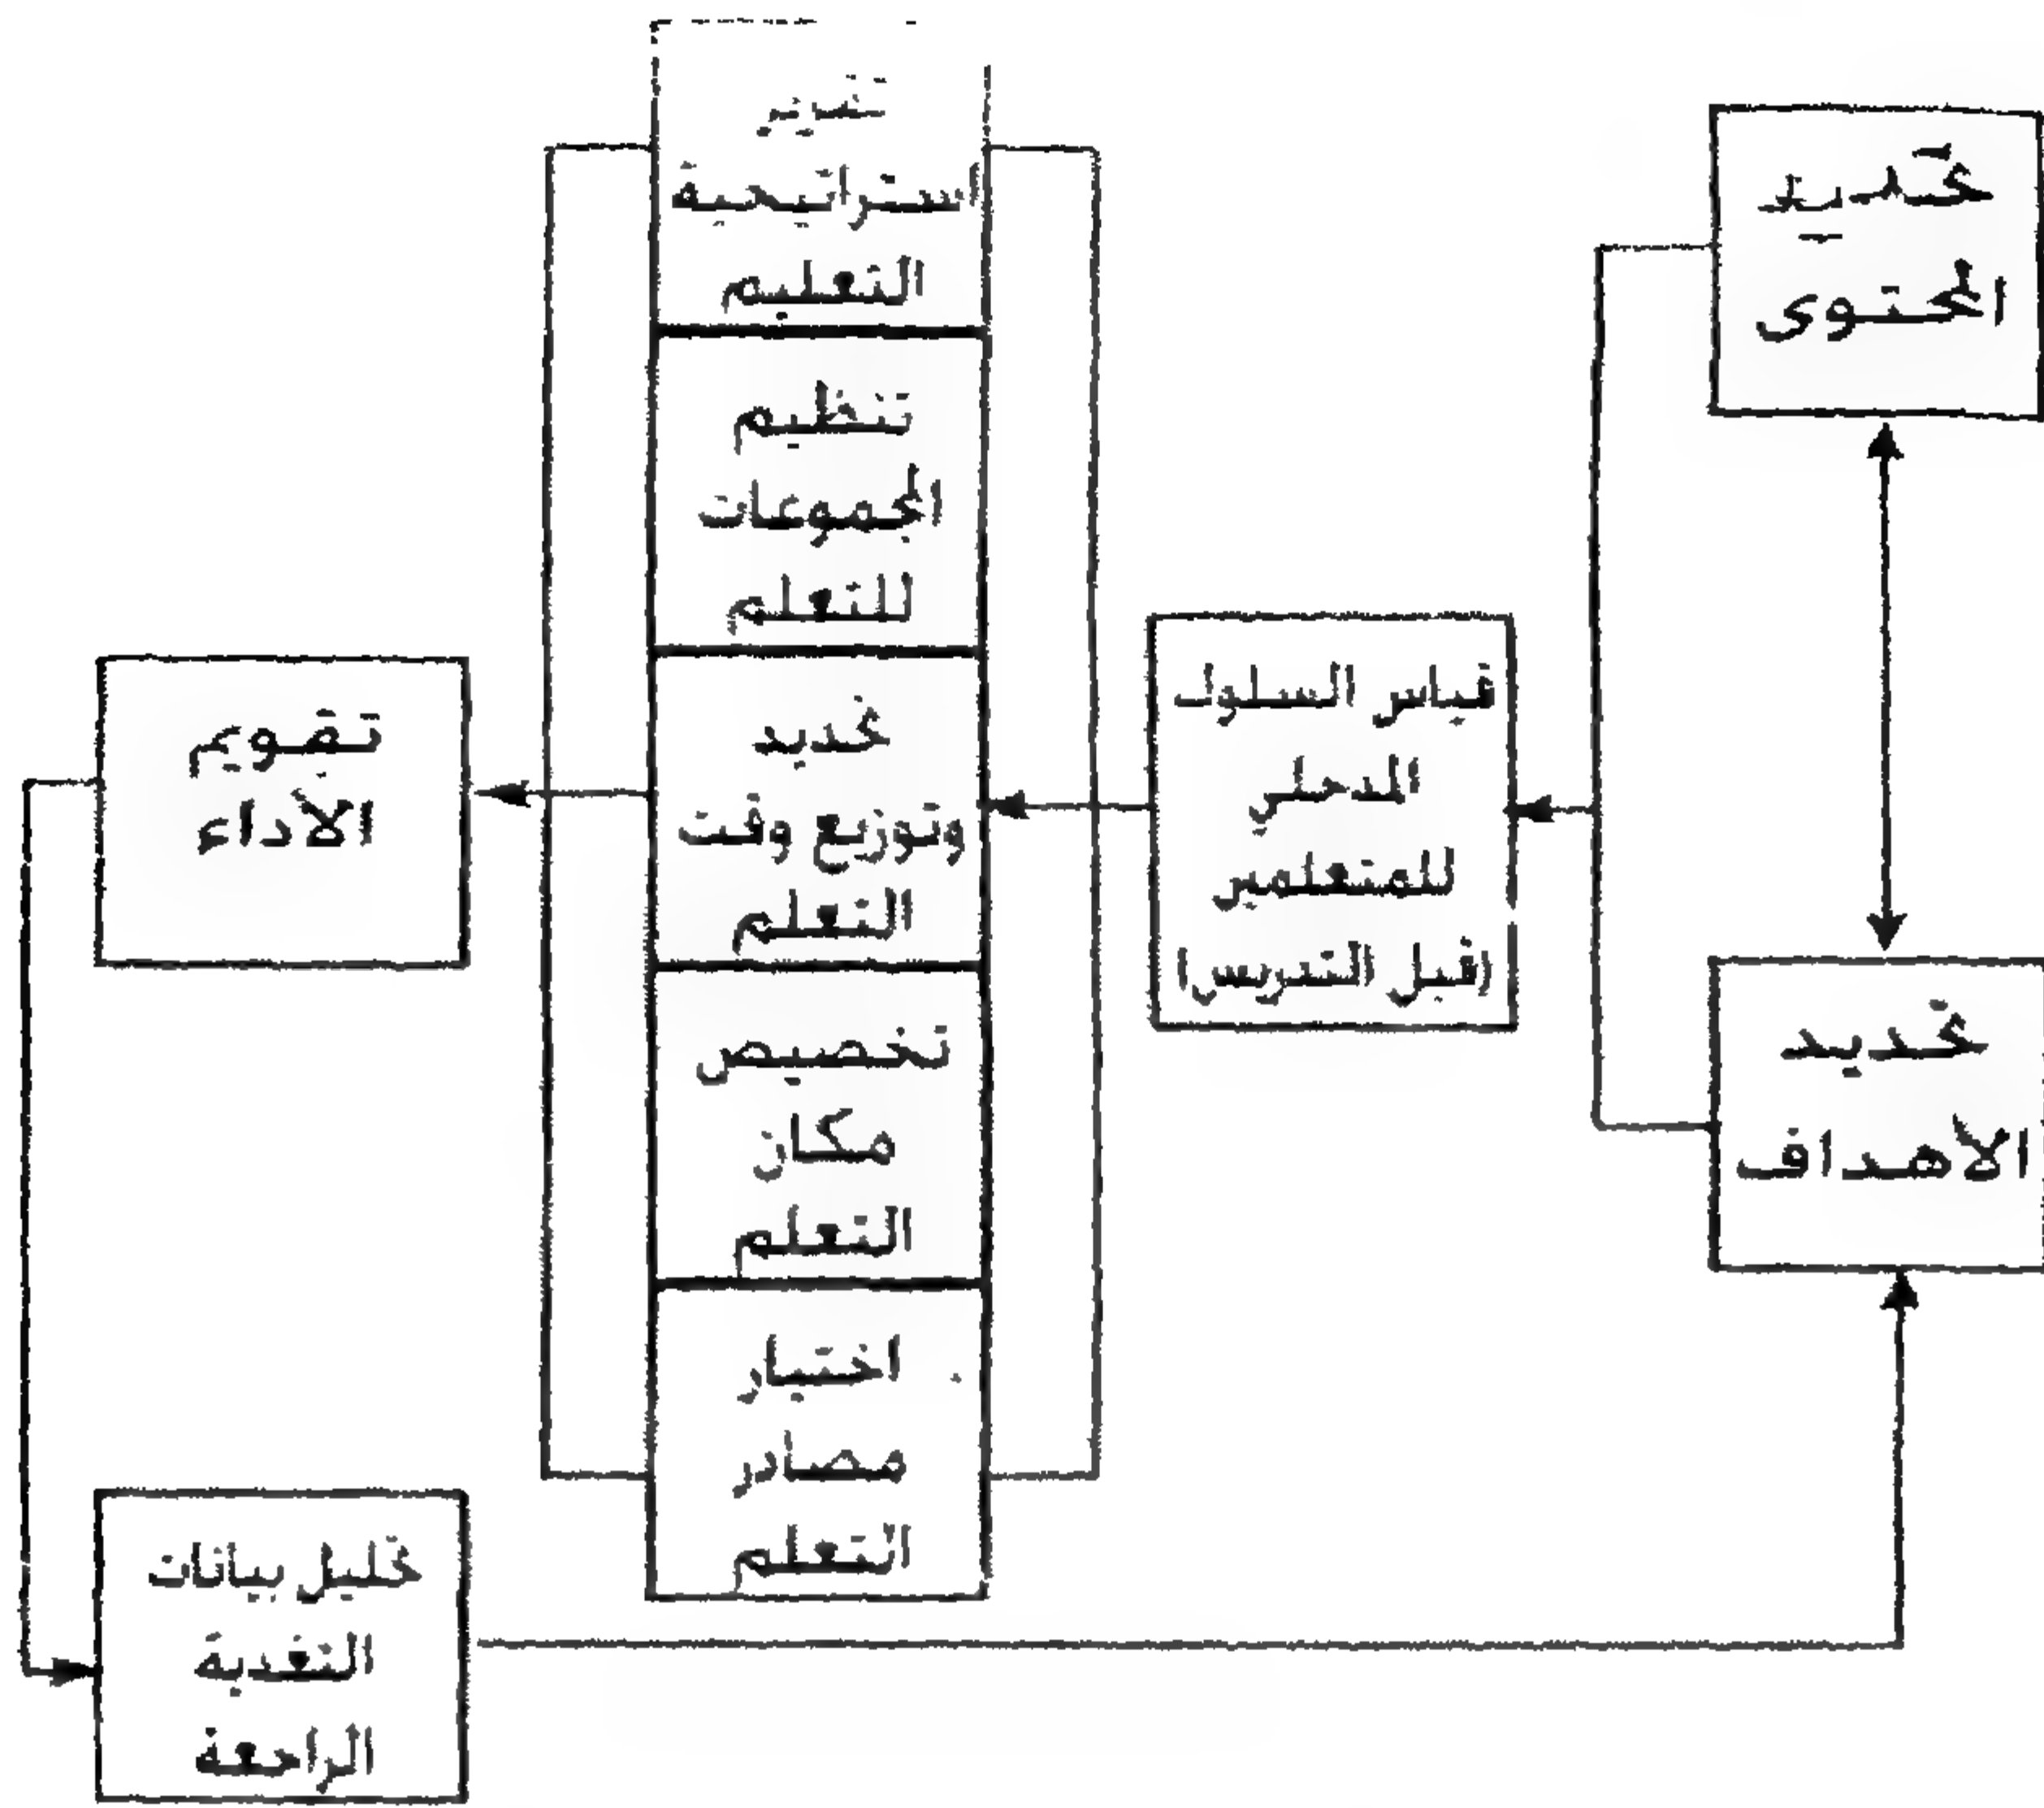 تحديد
المحتوى
تحديد
الأهداف
قياس السلوك
المدخلي
للمتعلمين
(قبل التدريس)
استراتيجية
التعليم
تنظيم
المجموعات
للتعلم
تحديد
وتوزيع وقت
التعلم
تخصيص
مكان
التعلم
اختيار
مصادر
التعلم
تقويم
الأداء
تحليل بيانات
التغذية
الراجعة